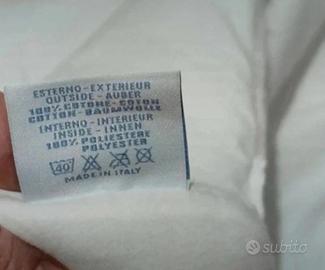 ESTERNO-EXTERIEUR
OUTSIDE-AUBER
100% COTONE-COTON
COTTON-BAUMWOLLE
INTERNO-INTERIEUR
INSIDE-INNEN
100% POLIESTERE
POLYESTER
40
MADE IN ITALY
subito